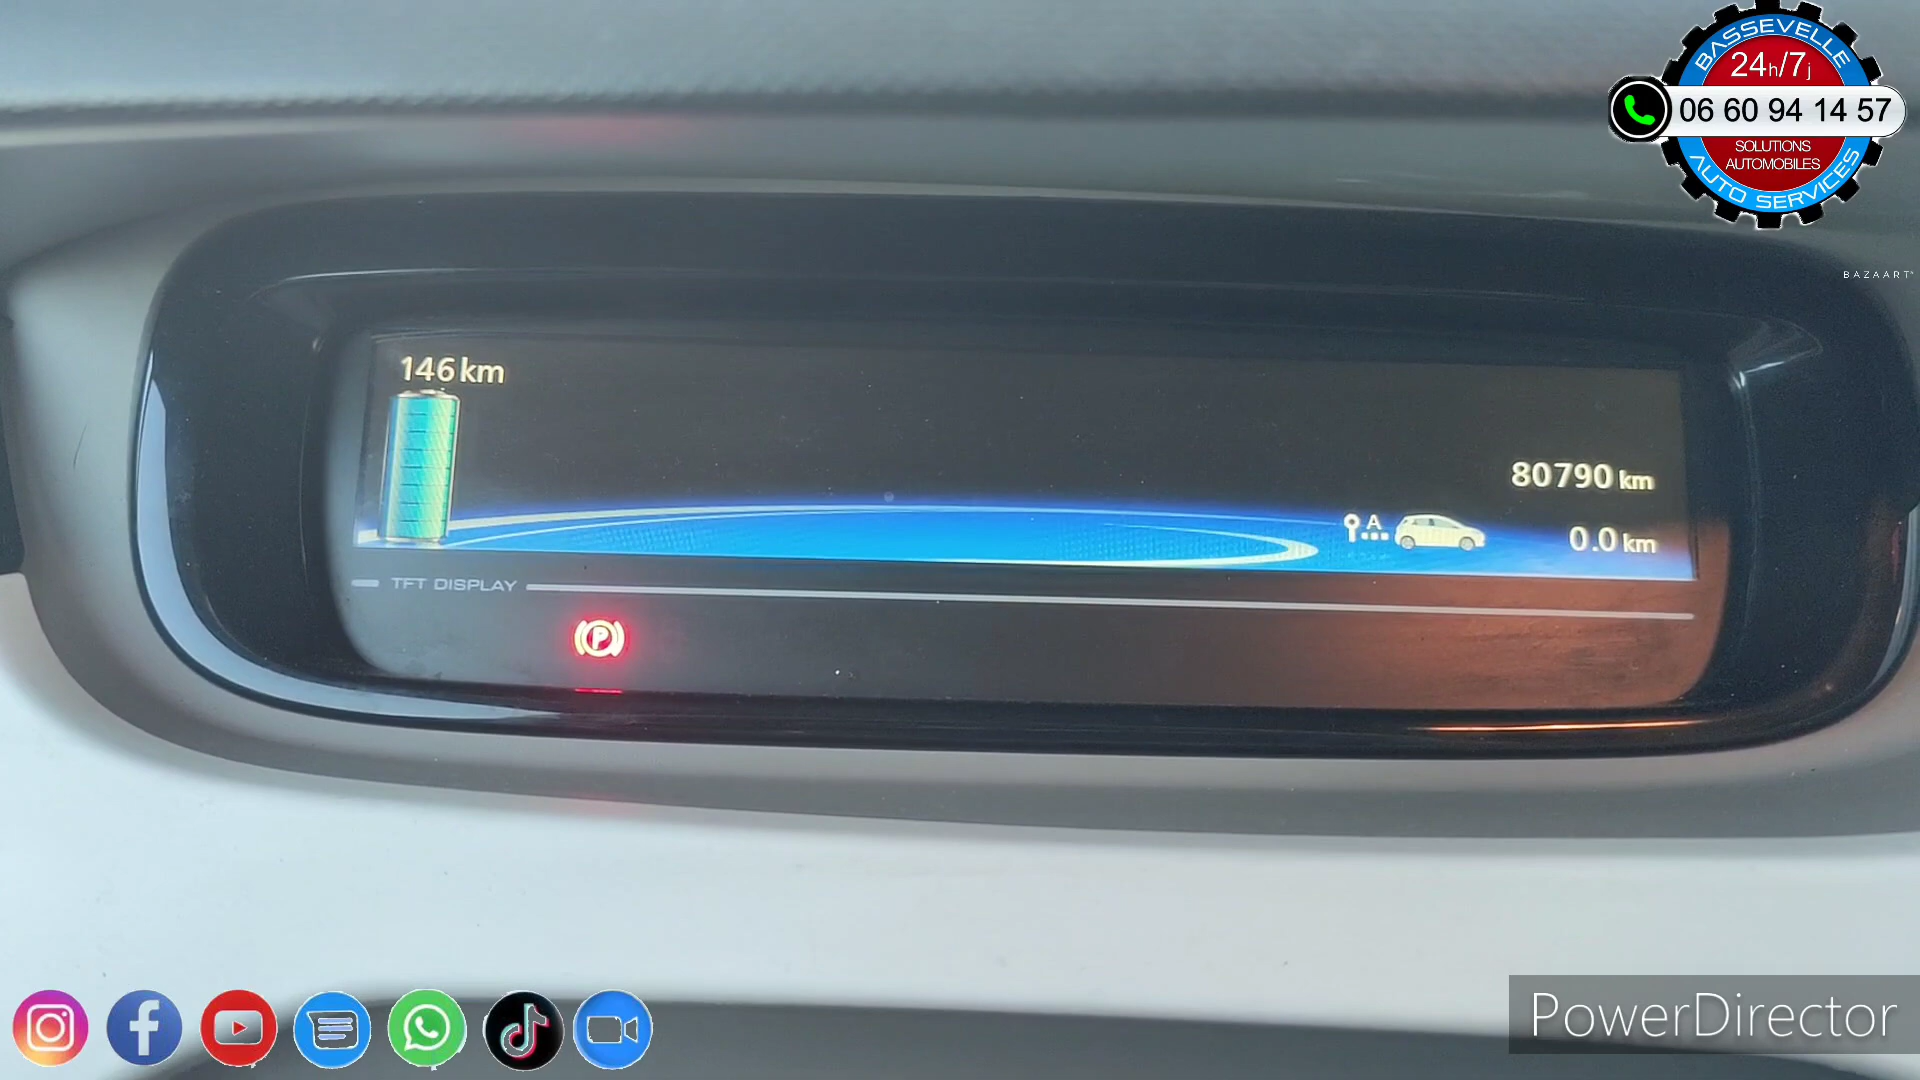 BASSEVELLE
24h/7j
06 60 94 14 57
SOLUTIONS
AUTOMOBILES
AUTO SERVICES
BAZAART
146 km
80790 km
A
0.0 km
TFT DISPLAY
P
PowerDirector